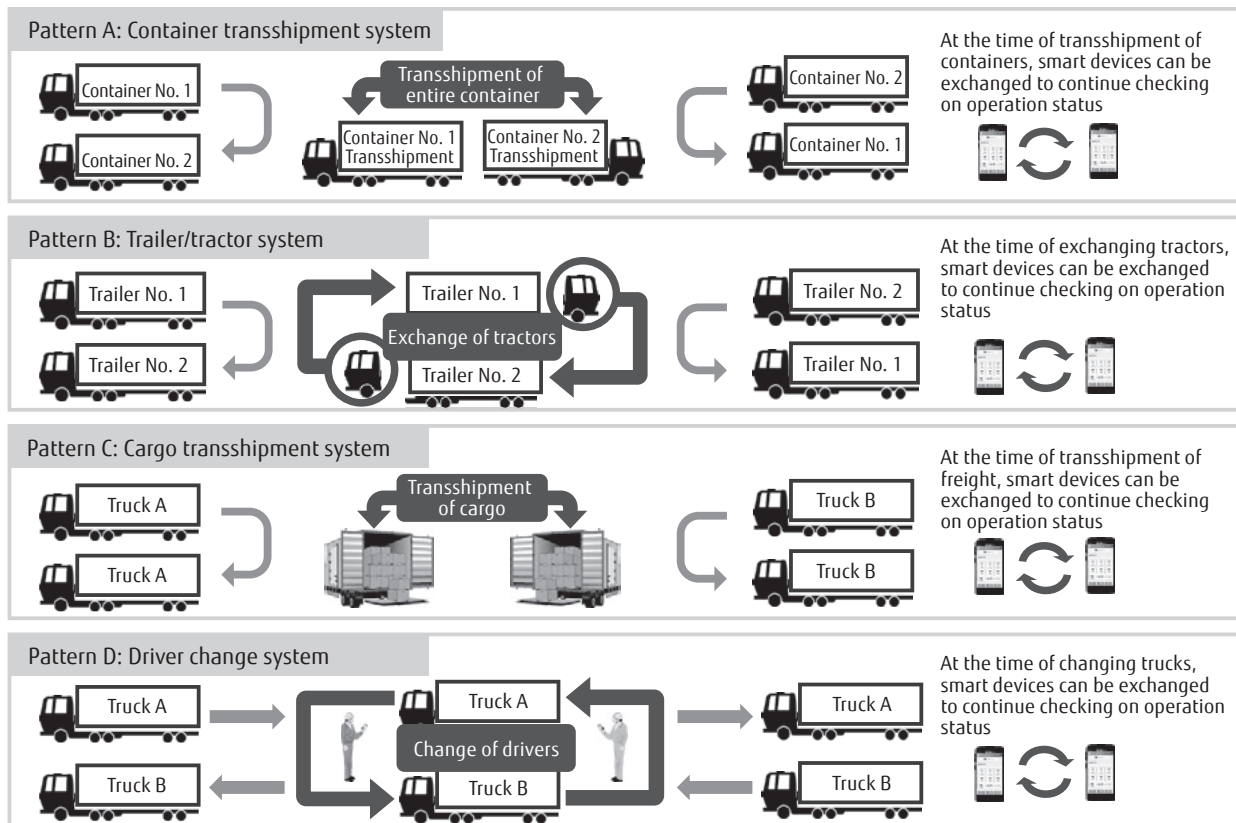 Pattern A: Container transshipment system
Container No. 1
Container No. 2
Transshipment of
entire container
Container No. 1
Transshipment
Container No. 2
Transshipment
Container No. 2
Container No. 1
At the time of transshipment of
containers, smart devices can be
exchanged to continue checking
on operation status
Pattern B: Trailer/tractor system
Trailer No. 1
Trailer No. 2
Trailer No. 1
Exchange of tractors
Trailer No. 2
Trailer No. 2
Trailer No. 1
At the time of exchanging tractors,
smart devices can be exchanged
to continue checking on operation
status
Pattern C: Cargo transshipment system
Truck A
Truck A
Transshipment
of cargo
Truck B
Truck B
At the time of transshipment of
freight, smart devices can be
exchanged to continue checking
on operation status
Pattern D: Driver change system
Truck A
Truck B
Truck A
Change of drivers
Truck B
Truck A
Truck B
At the time of changing trucks,
smart devices can be exchanged
to continue checking on operation
status